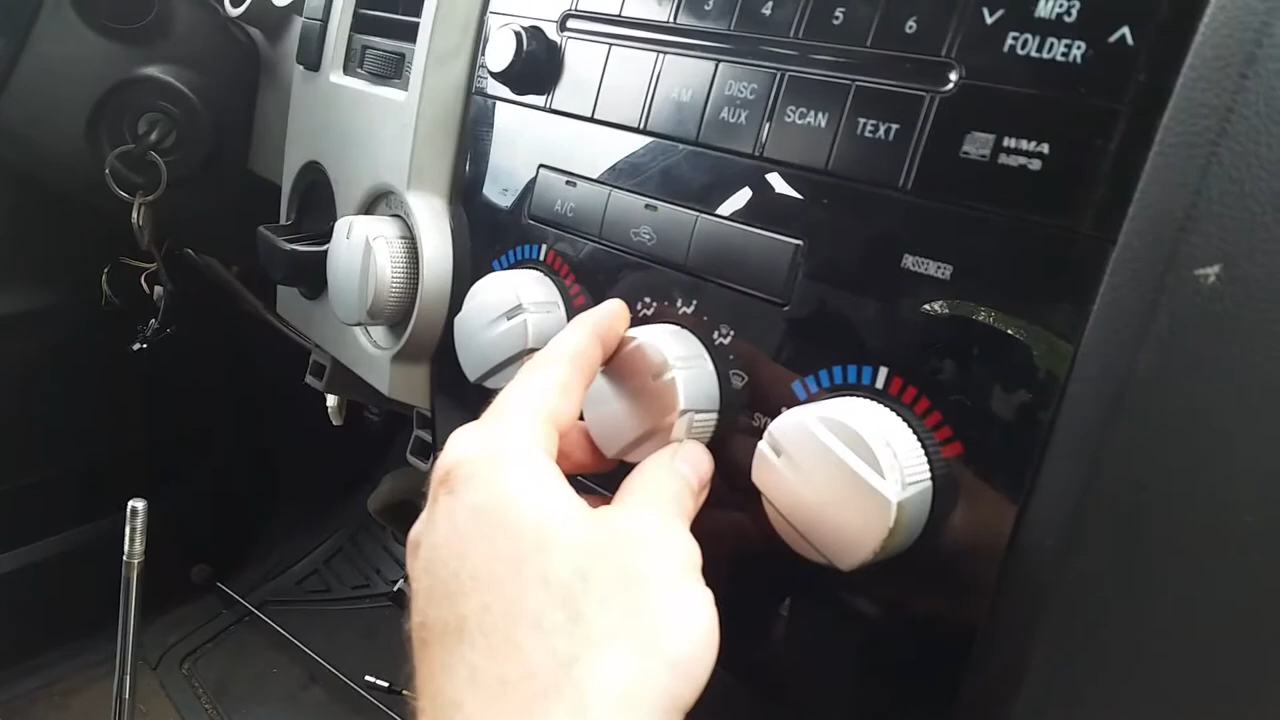 3 4 5 6
MP3
FOLDER
AM
DISC
AUX
SCAN
TEXT
WMA
MP3
A/C
PASSENGER